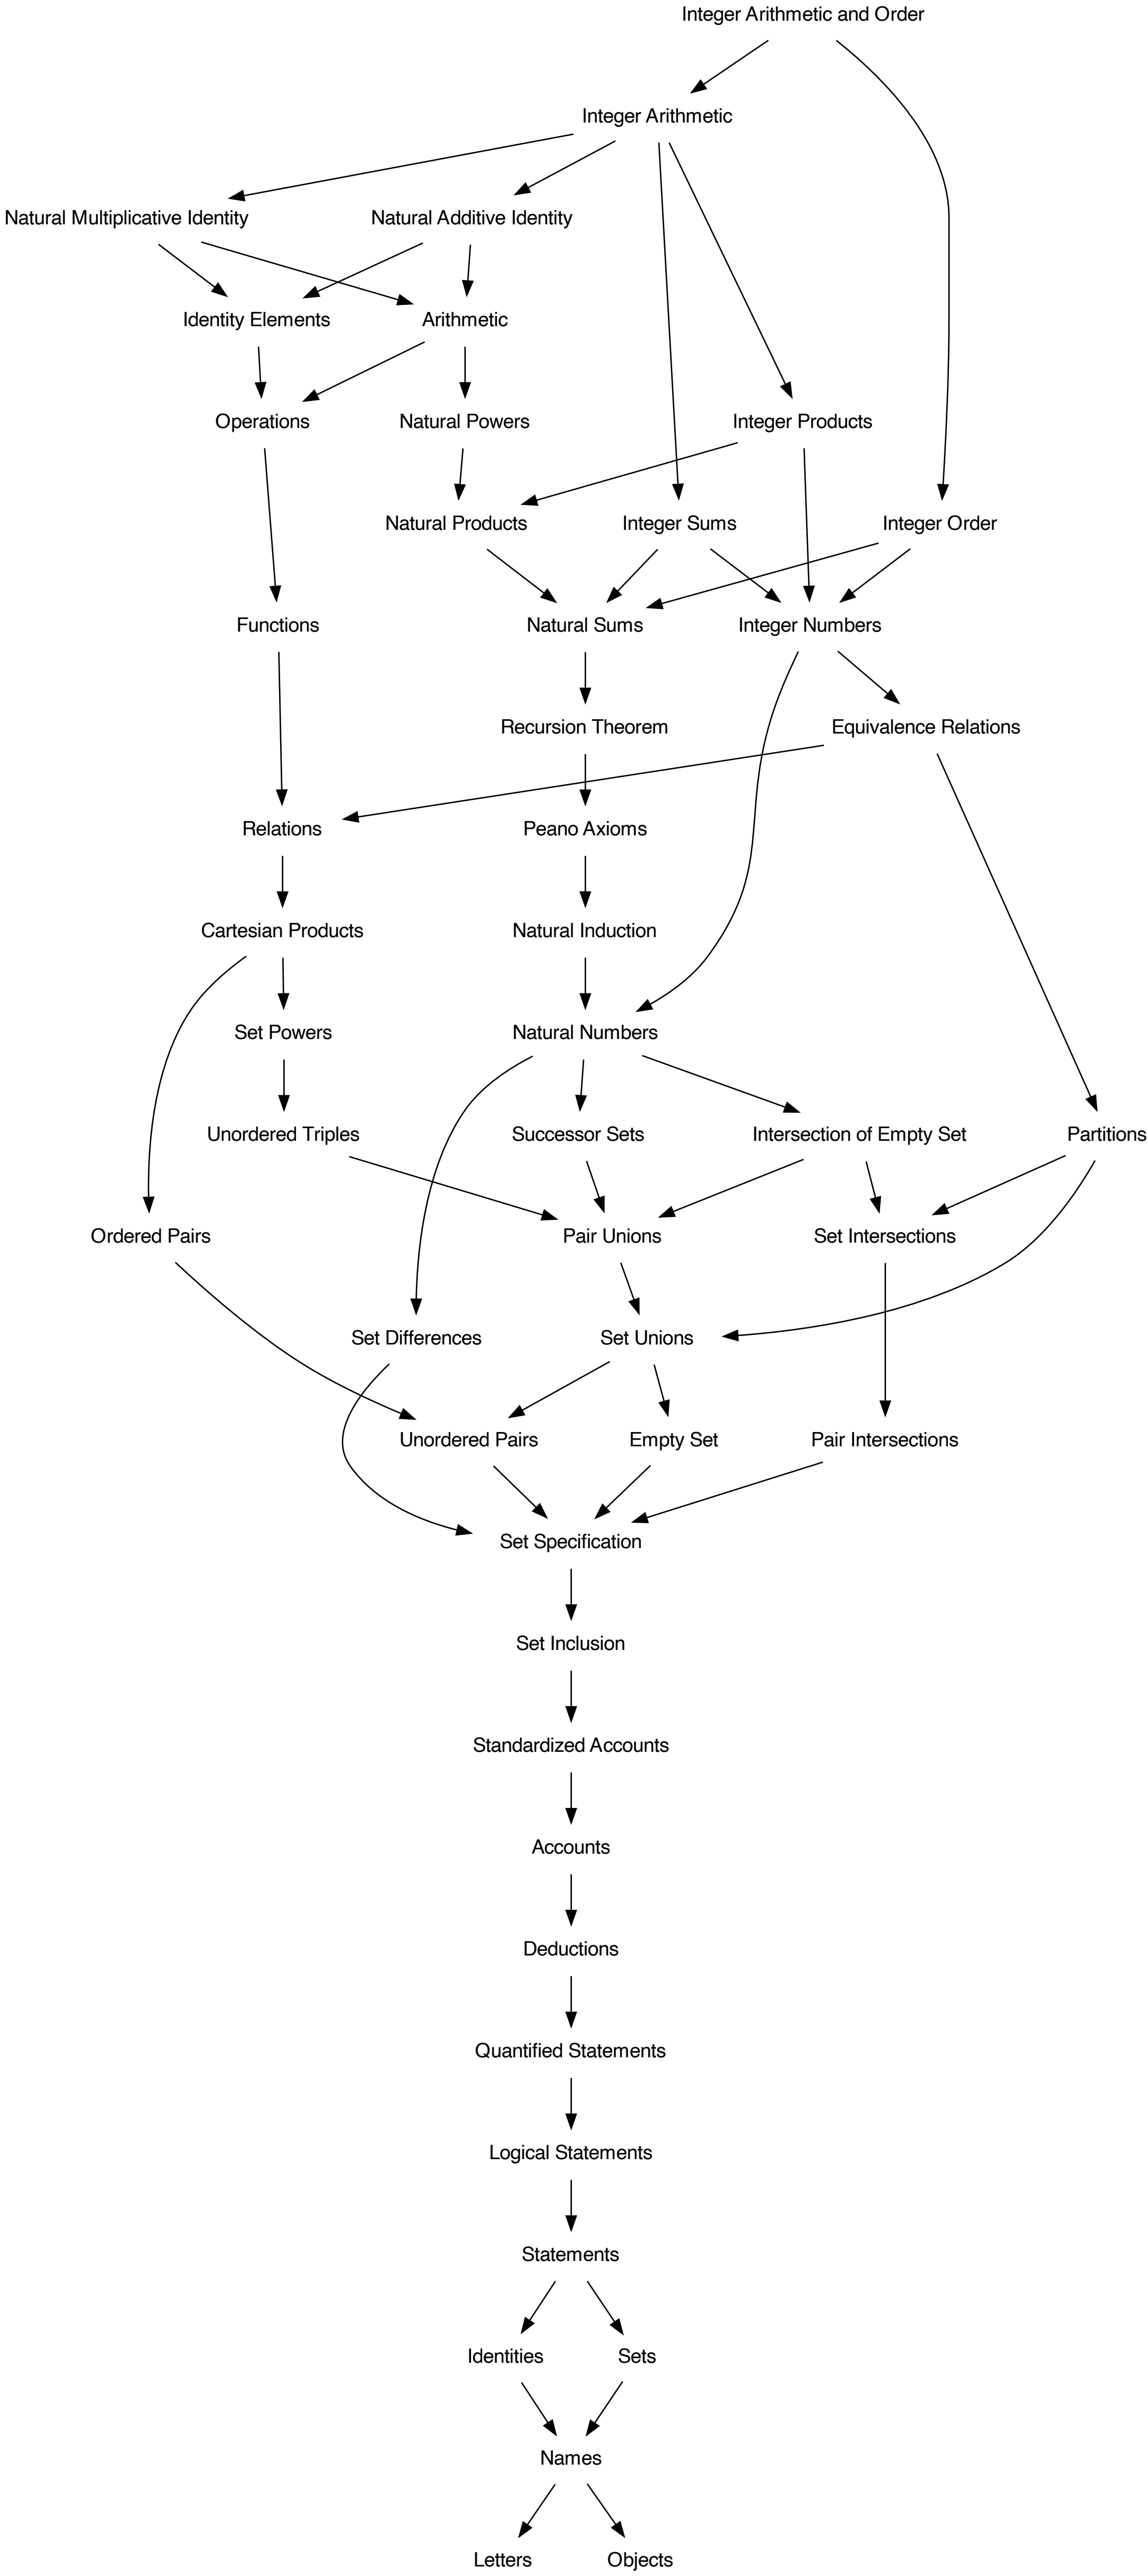 Integer Arithmetic and Order
Integer Arithmetic
Natural Multiplicative Identity
Natural Additive Identity
Identity Elements
Arithmetic
Operations
Natural Powers
Integer Products
Natural Products
Integer Sums
Integer Order
Functions
Natural Sums
Integer Numbers
Recursion Theorem
Equivalence Relations
Relations
Peano Axioms
Cartesian Products
Natural Induction
Set Powers
Natural Numbers
Unordered Triples
Successor Sets
Intersection of Empty Set
Partitions
Ordered Pairs
Pair Unions
Set Intersections
Set Differences
Set Unions
Unordered Pairs
Empty Set
Pair Intersections
Set Specification
Set Inclusion
Standardized Accounts
Accounts
Deductions
Quantified Statements
Logical Statements
Statements
Identities
Sets
Names
Letters
Objects